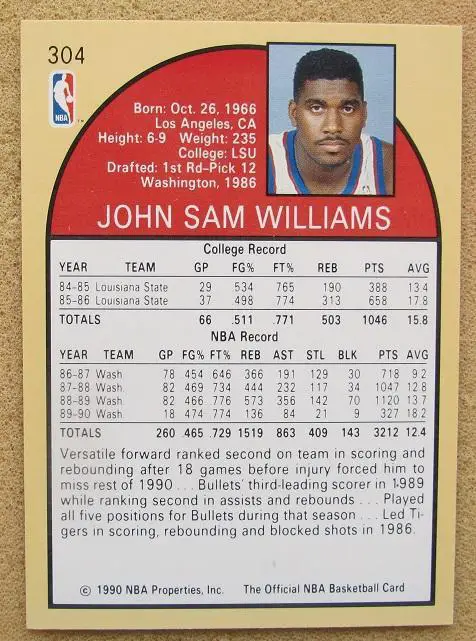 304
NBA
TM
Born: Oct. 26, 1966
Los Angeles, CA
Height: 6-9 Weight: 235
College: LSU
Drafted: 1st Rd-Pick 12
Washington, 1986
JOHN SAM WILLIAMS
College Record
YEAR TEAM GP FG% FT% REB PTS AVG
84-85 Louisiana State 29 .534 .765 190 388 13.4
85-86 Louisiana State 37 .498 .774 313 658 17.8
TOTALS 66 .511 .771 503 1046 15.8
NBA Record
YEAR TEAM GP FG% FT% REB AST STL BLK PTS AVG
86-87 Wash. 78 .454 .646 366 191 129 30 718 9.2
87-88 Wash. 82 .469 .734 444 232 117 34 1047 12.8
88-89 Wash. 82 .466 .776 573 356 142 70 1120 13.7
89-90 Wash. 18 .474 .774 136 84 21 9 327 18.2
TOTALS 260 .465 .729 1519 863 409 143 3212 12.4
Versatile forward ranked second on team in scoring and
rebounding after 18 games before injury forced him to
miss rest of 1990 . . . Bullets' third-leading scorer in 1989
while ranking second in assists and rebounds . . . Played
all five positions for Bullets during that season . . . Led Ti-
gers in scoring, rebounding and blocked shots in 1986.
© 1990 NBA Properties, Inc. The Official NBA Basketball Card